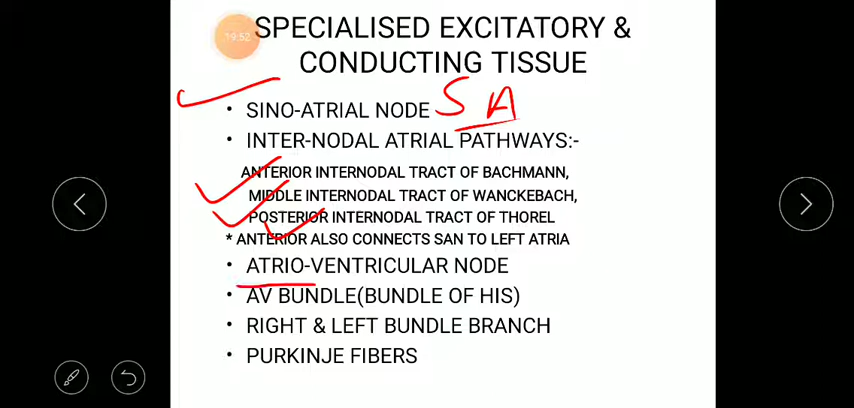 19:52
SPECIALISED EXCITATORY &
CONDUCTING TISSUE
• SINO-ATRIAL NODE SA
• INTER-NODAL ATRIAL PATHWAYS:-
ANTERIOR INTERNODAL TRACT OF BACHMANN,
MIDDLE INTERNODAL TRACT OF WANCKEBACH,
POSTERIOR INTERNODAL TRACT OF THOREL
* ANTERIOR ALSO CONNECTS SAN TO LEFT ATRIA
• ATRIO-VENTRICULAR NODE
• AV BUNDLE(BUNDLE OF HIS)
• RIGHT & LEFT BUNDLE BRANCH
• PURKINJE FIBERS